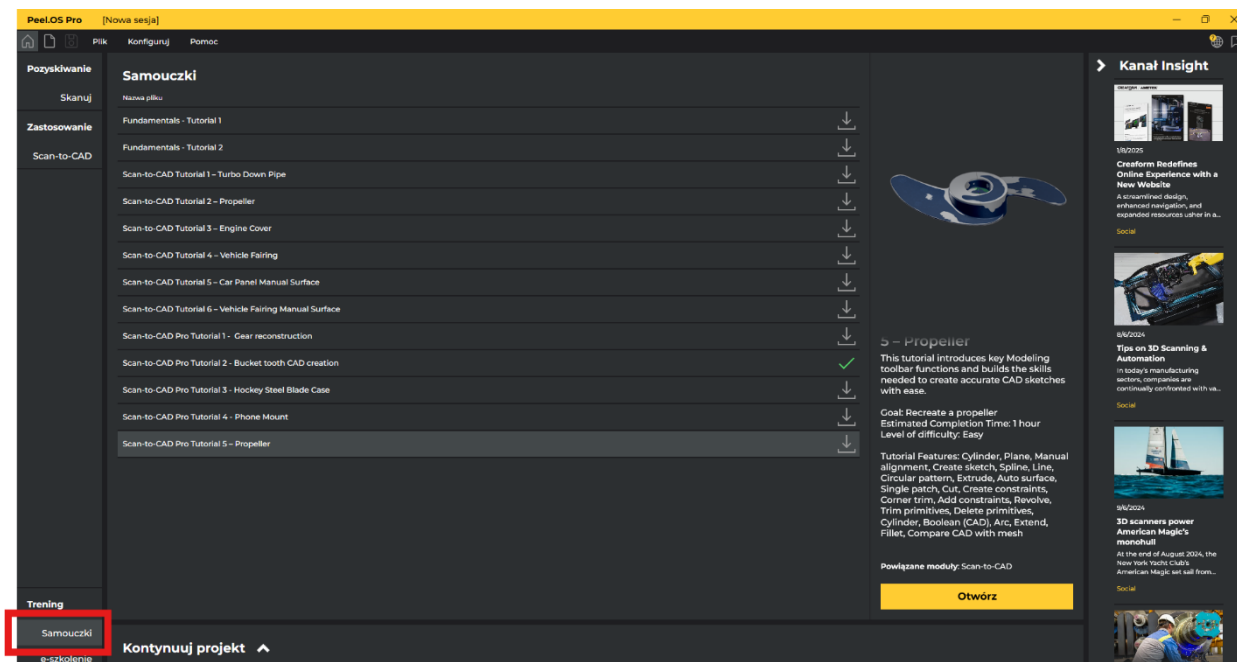 Peel.OS Pro [Nowa sesja]
Plik Konfiguruj Pomoc
Pozyskiwanie
Skanuj
Zastosowanie
Scan-to-CAD
Samouczki
Nazwa pliku
Fundamentals - Tutorial 1
Fundamentals - Tutorial 2
Scan-to-CAD Tutorial 1 – Turbo Down Pipe
Scan-to-CAD Tutorial 2 – Propeller
Scan-to-CAD Tutorial 3 – Engine Cover
Scan-to-CAD Tutorial 4 – Vehicle Fairing
Scan-to-CAD Tutorial 5 – Car Panel Manual Surface
Scan-to-CAD Tutorial 6 – Vehicle Fairing Manual Surface
Scan-to-CAD Pro Tutorial 1 - Gear reconstruction
Scan-to-CAD Pro Tutorial 2 - Bucket tooth CAD creation
Scan-to-CAD Pro Tutorial 3 - Hockey Steel Blade Case
Scan-to-CAD Pro Tutorial 4 - Phone Mount
Scan-to-CAD Pro Tutorial 5 – Propeller
5 – Propeller
This tutorial introduces key Modeling
toolbar functions and builds the skills
needed to create accurate CAD sketches
with ease.
Goal: Recreate a propeller
Estimated Completion Time: 1 hour
Level of difficulty: Easy
Tutorial Features: Cylinder, Plane, Manual
alignment, Create sketch, Spline, Line,
Circular pattern, Extrude, Auto surface,
Single patch, Cut, Create constraints,
Corner trim, Add constraints, Revolve,
Trim primitives, Delete primitives,
Cylinder, Boolean (CAD), Arc, Extend,
Fillet, Compare CAD with mesh
Powiązane moduły: Scan-to-CAD
Otwórz
Kanał Insight
1/8/2025
Creaform Redefines
Online Experience with a
New Website
A streamlined design,
enhanced navigation, and
expanded resources usher in a...
Social
8/6/2024
Tips on 3D Scanning &
Automation
In today's manufacturing
sectors, companies are
continually confronted with va...
Social
9/6/2024
3D scanners power
American Magic's
monohull
At the end of August 2024, the
New York Yacht Club's
American Magic set sail from...
Social
Trening
Samouczki
e-szkolenie
Kontynuuj projekt